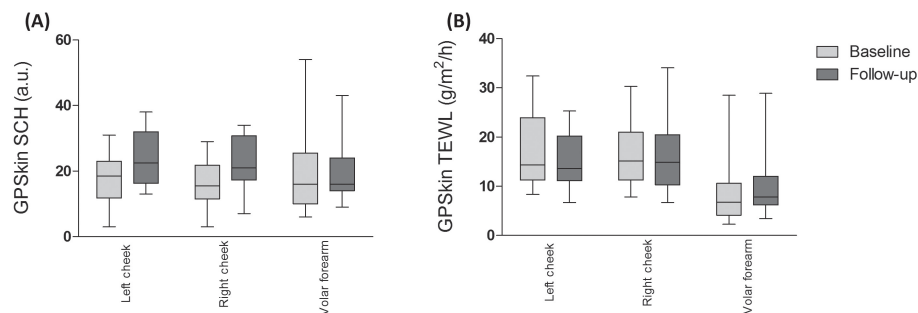 (A)
GPSkin SCH (a.u.)
60
40
20
0
Left cheek
Right cheek
Volar forearm
(B)
GPSkin TEWL (g/m²/h)
40
30
20
10
0
Left cheek
Right cheek
Volar forearm
Baseline
Follow-up